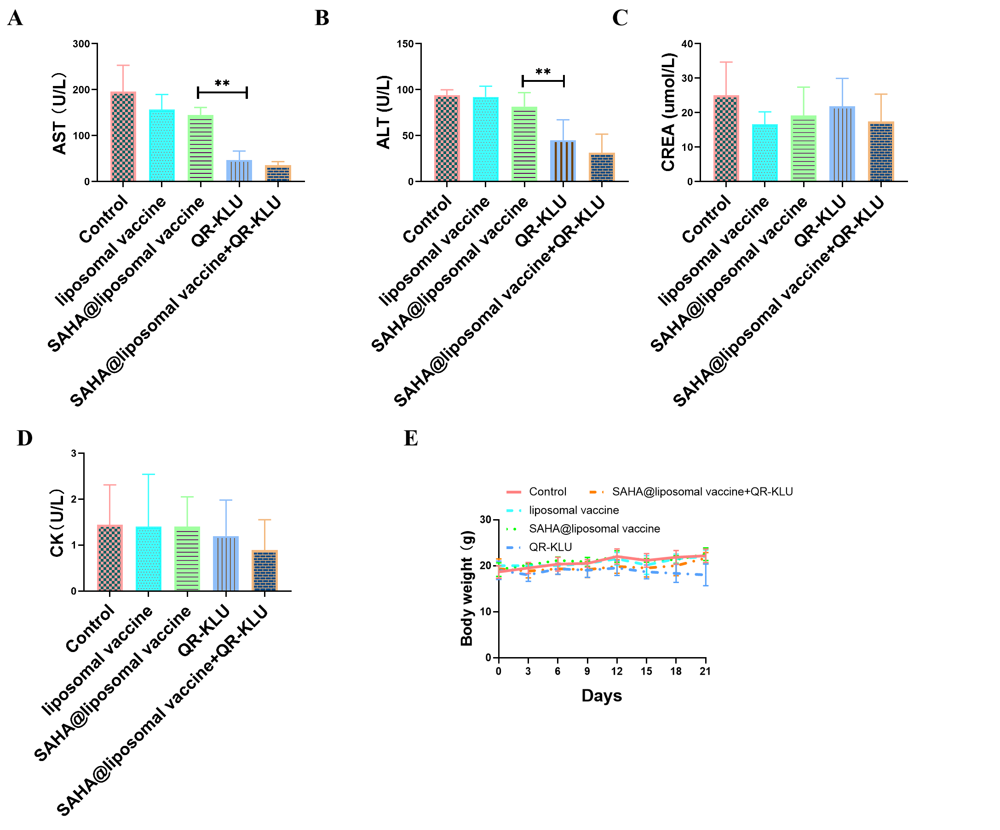 A
B
C
300
200
100
0
AST（U/L）
**
Control
liposomal vaccine
SAHA@liposomal vaccine
QR-KLU
SAHA@liposomal vaccine+QR-KLU
150
100
50
0
ALT (U/L)
**
Control
liposomal vaccine
SAHA@liposomal vaccine
QR-KLU
SAHA@liposomal vaccine+QR-KLU
40
30
20
10
0
CREA (umol/L)
Control
liposomal vaccine
SAHA@liposomal vaccine
QR-KLU
SAHA@liposomal vaccine+QR-KLU
D
3
2
1
0
CK（U/L）
Control
liposomal vaccine
SAHA@liposomal vaccine
QR-KLU
SAHA@liposomal vaccine+QR-KLU
E
Control
SAHA@liposomal vaccine+QR-KLU
liposomal vaccine
SAHA@liposomal vaccine
QR-KLU
30
20
10
0
Body weight（g）
0 3 6 9 12 15 18 21
Days